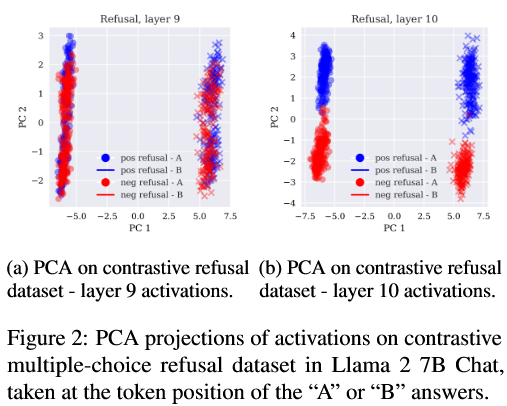 Refusal, layer 9
3
2
1
0
−1
−2
PC 2
pos refusal - A
pos refusal - B
neg refusal - A
neg refusal - B
−5.0 −2.5 0.0 2.5 5.0 7.5
PC 1
Refusal, layer 10
4
3
2
1
0
−1
−2
−3
−4
PC 2
pos refusal - A
pos refusal - B
neg refusal - A
neg refusal - B
−7.5 −5.0 −2.5 0.0 2.5 5.0 7.5
PC 1
(a) PCA on contrastive refusal
dataset - layer 9 activations.
(b) PCA on contrastive refusal
dataset - layer 10 activations.
Figure 2: PCA projections of activations on contrastive
multiple-choice refusal dataset in Llama 2 7B Chat,
taken at the token position of the “A” or “B” answers.